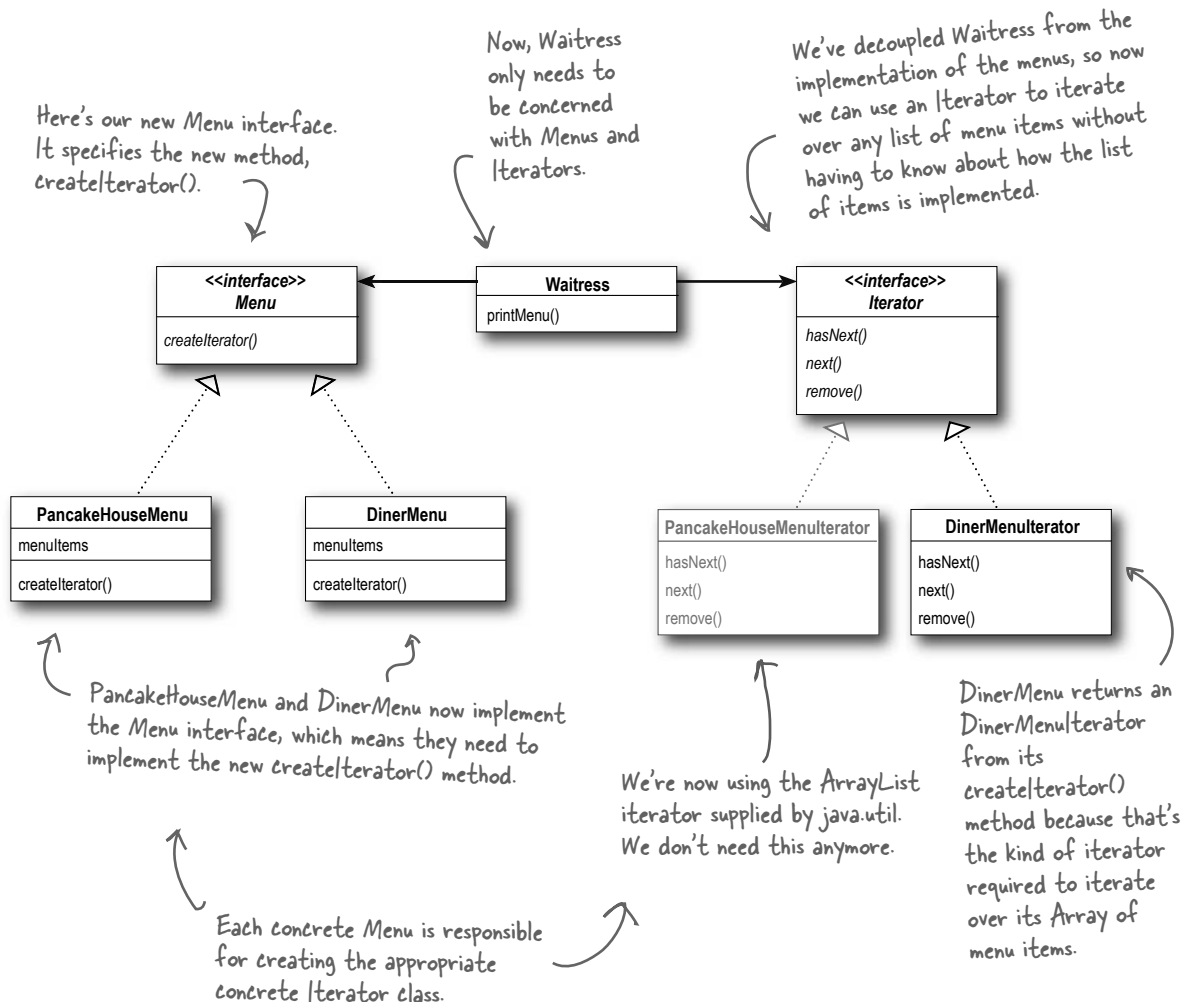 Here's our new Menu interface.
It specifies the new method,
createIterator().
Now, Waitress
only needs to
be concerned
with Menus and
Iterators.
We've decoupled Waitress from the
implementation of the menus, so now
we can use an Iterator to iterate
over any list of menu items without
having to know about how the list
of items is implemented.
<<interface>>
Menu
createIterator()
Waitress
printMenu()
<<interface>>
Iterator
hasNext()
next()
remove()
PancakeHouseMenu
menuItems
createIterator()
DinerMenu
menuItems
createIterator()
PancakeHouseMenuIterator
hasNext()
next()
remove()
DinerMenuIterator
hasNext()
next()
remove()
PancakeHouseMenu and DinerMenu now implement
the Menu interface, which means they need to
implement the new createIterator() method.
We're now using the ArrayList
iterator supplied by java.util.
We don't need this anymore.
DinerMenu returns an
DinerMenuIterator
from its
createIterator()
method because that's
the kind of iterator
required to iterate
over its Array of
menu items.
Each concrete Menu is responsible
for creating the appropriate
concrete Iterator class.